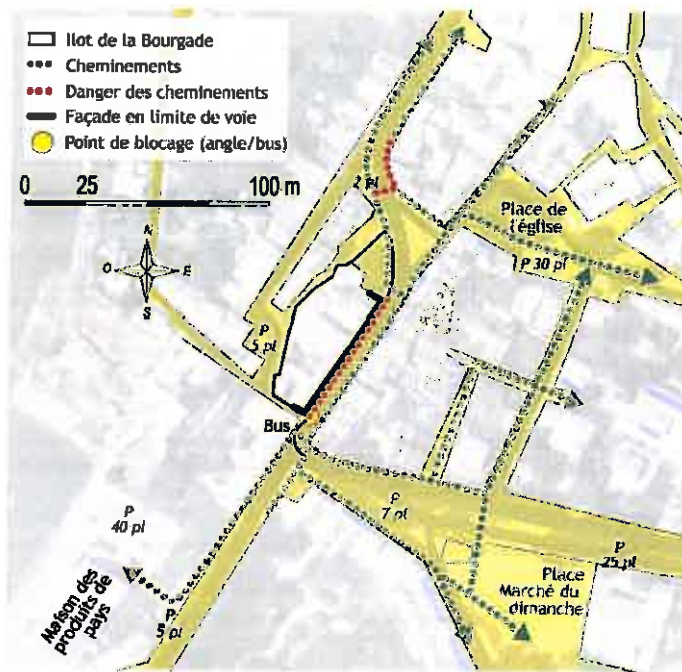 Ilot de la Bourgade
Cheminements
Danger des cheminements
Façade en limite de voie
Point de blocage (angle/bus)
0 25 100 m
N
O E
S
2 pl
Place de
l'église
P 30 pl
P
5 pl
Bus
P
40 pl
P
7 pl
P
25 pl
Place
Marché du
dimanche
Maison des
produits de
pays
P
5 pl